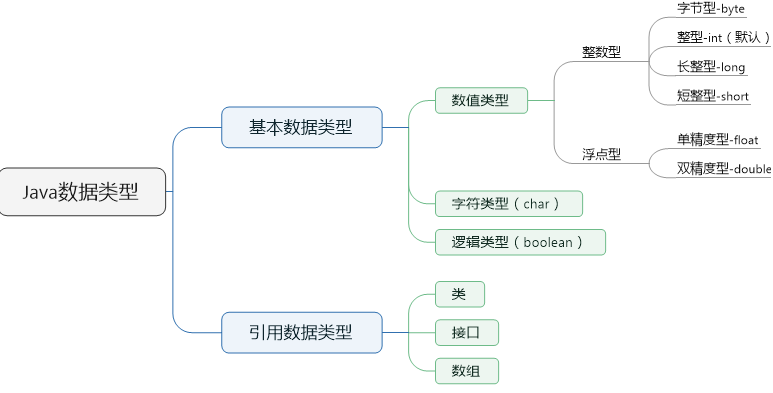 Java数据类型
基本数据类型
数值类型
整数型
字节型-byte
整型-int（默认）
长整型-long
短整型-short
浮点型
单精度型-float
双精度型-double
字符类型（char）
逻辑类型（boolean）
引用数据类型
类
接口
数组